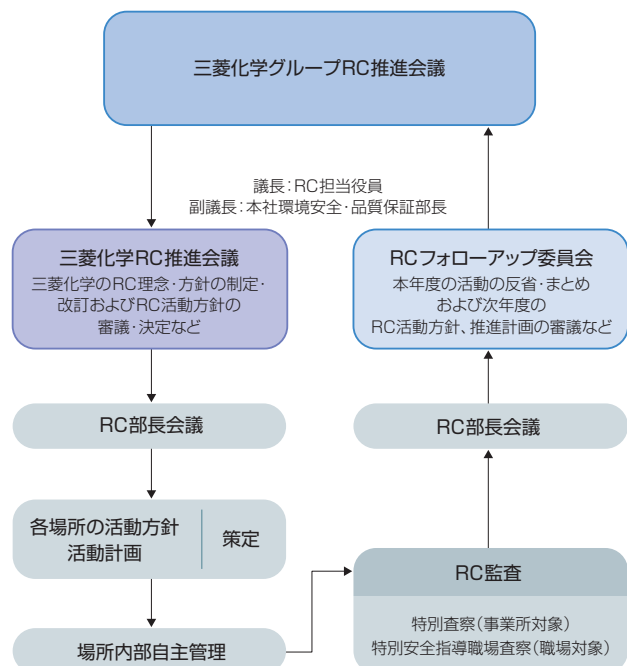 三菱化学グループRC推進会議
議長：RC担当役員
副議長：本社環境安全・品質保証部長
三菱化学RC推進会議
三菱化学のRC理念・方針の制定・
改訂およびRC活動方針の
審議・決定など
RCフォローアップ委員会
本年度の活動の反省・まとめ
および次年度の
RC活動方針、推進計画の審議など
RC部長会議
RC部長会議
各場所の活動方針
活動計画
策定
RC監査
特別査察（事業所対象）
特別安全指導職場査察（職場対象）
場所内部自主管理